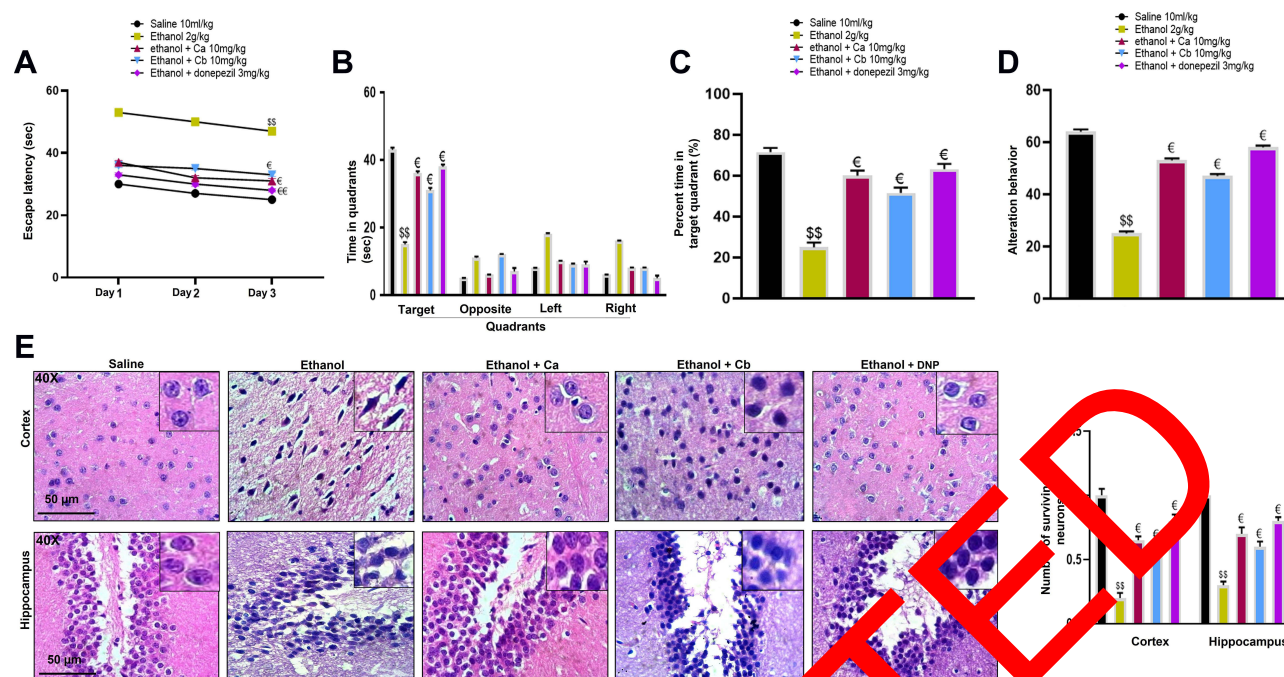 Saline 10ml/kg
Ethanol 2g/kg
ethanol + Ca 10mg/kg
Ethanol + Cb 10mg/kg
Ethanol + donepezil 3mg/kg
A
Escape latency (sec)
60
40
20
0
$$
€
€
€€
Day 1
Day 2
Day 3
B
Time in quadrants
(sec)
60
40
20
0
$$
€
€
€
Target
Opposite
Left
Right
Quadrants
Saline 10ml/kg
Ethanol 2g/kg
ethanol + Ca 10mg/kg
Ethanol + Cb 10mg/kg
Ethanol + donepezil 3mg/kg
C
Percent time in
target quadrant (%)
100
80
60
40
20
0
$$
€
€
€
Saline 10ml/kg
Ethanol 2g/kg
ethanol + Ca 10mg/kg
Ethanol + Cb 10mg/kg
Ethanol + donepezil 3mg/kg
D
Alteration behavior
80
60
40
20
0
$$
€
€
€
E
Saline
Ethanol
Ethanol + Ca
Ethanol + Cb
Ethanol + DNP
Cortex
40X
50 µm
Hippocampus
40X
50 µm
Number of surviving
neurons
0.5
$$
€
€
€
$$
€
€
€
Cortex
Hippocampus
TED